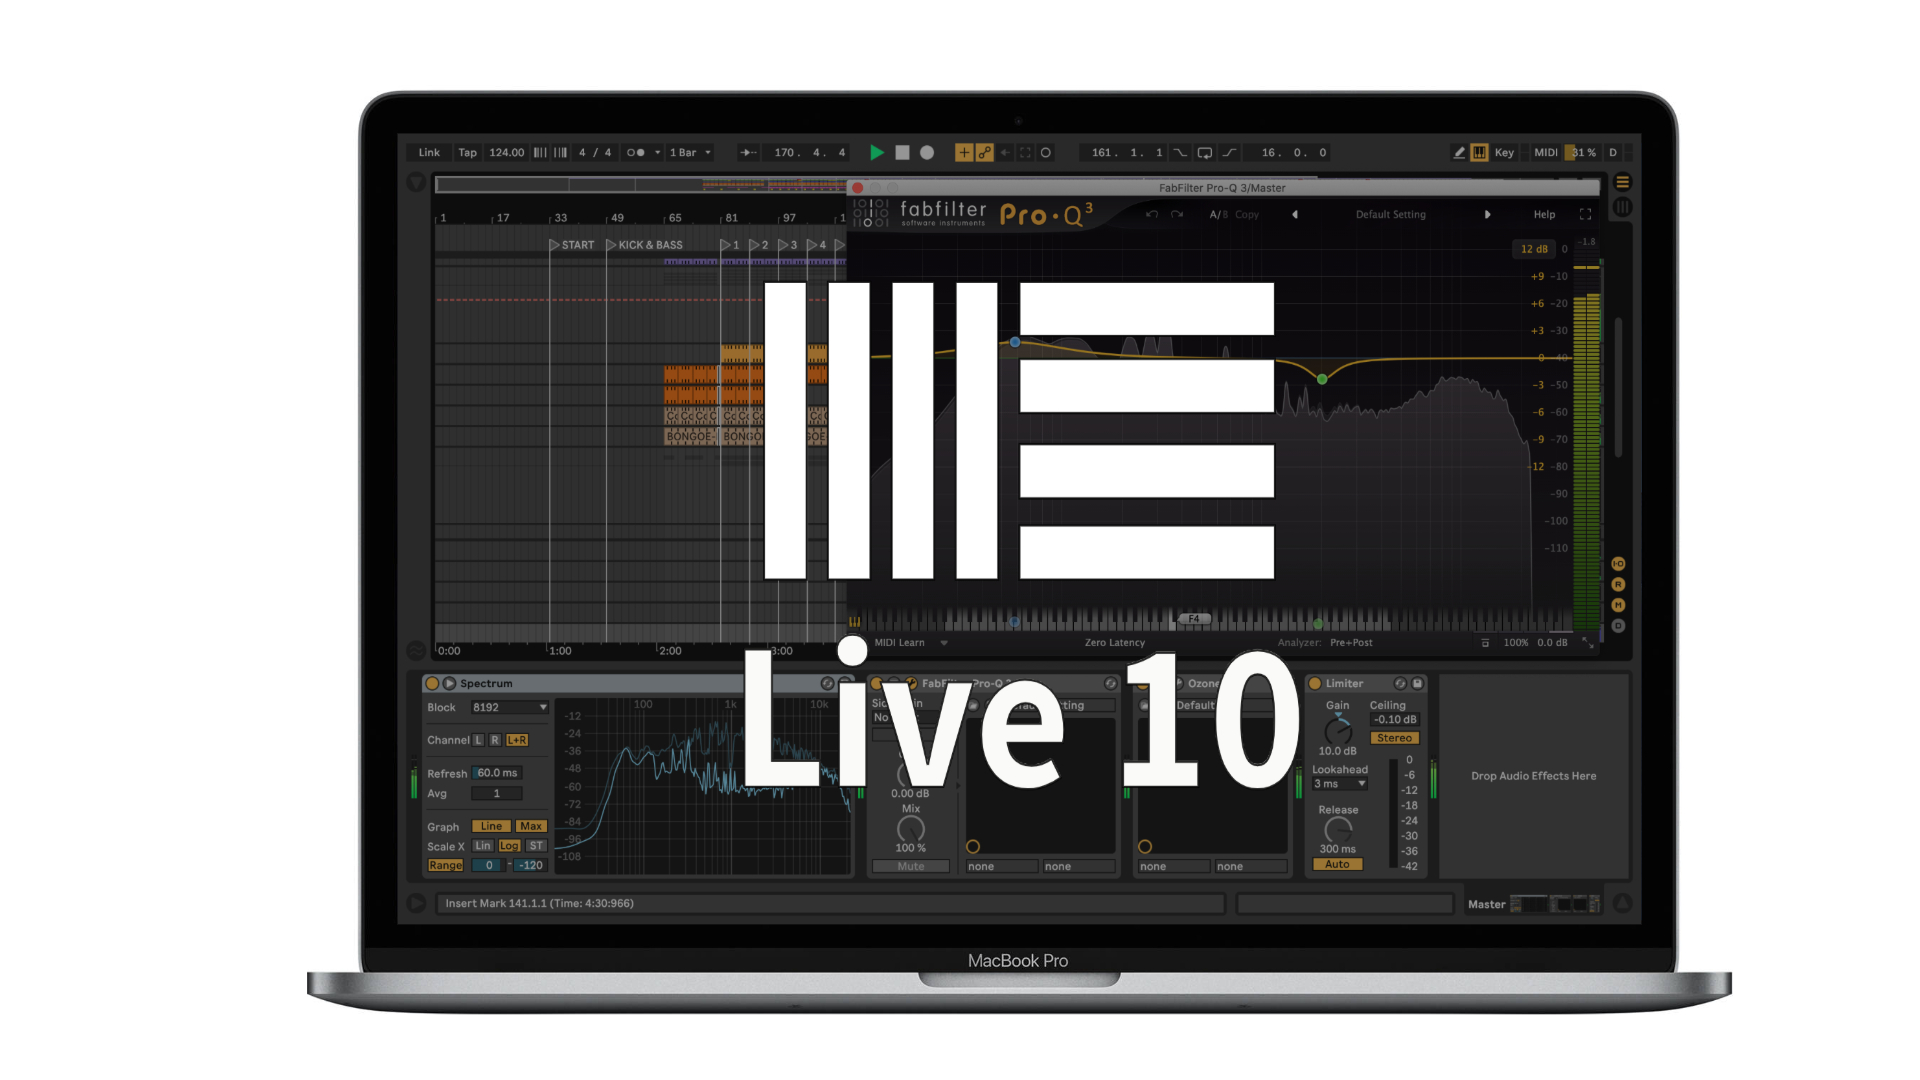 Link Tap 124.00 4 / 4 1 Bar 170. 4. 4 161. 1. 1 16. 0. 0 Key MIDI 31 % D
FabFilter Pro-Q 3/Master
fabfilter Pro·Q3 A/B Copy Default Setting Help
software instruments
1 17 33 49 65 81 97 1
START KICK & BASS 1 2 3 4
12 dB 0 -1.8
+9 -10
+6 -20
+3 -30
0 -40
-3 -50
-6 -60
-9 -70
-12 -80
-90
-100
-110
BONGOE-
I-O
R
M
D
F4
MIDI Learn Zero Latency Analyzer: Pre+Post 100% 0.0 dB
0:00 1:00 2:00 3:00
Live 10
Spectrum
Block 8192
Channel L R L+R
Refresh 60.0 ms
Avg 1
Graph Line Max
Scale X Lin Log ST
Range 0 - -120
100 1k 10k
-12
-24
-36
-48
-60
-72
-84
-96
-108
0.00 dB
Mix
100 %
Mute
none none
Ozone
Default
none none
Limiter
Gain Ceiling
-0.10 dB
Stereo
10.0 dB
Lookahead
3 ms
Release
300 ms
Auto
0
-6
-12
-18
-24
-30
-36
-42
Drop Audio Effects Here
Insert Mark 141.1.1 (Time: 4:30:966)
Master
MacBook Pro